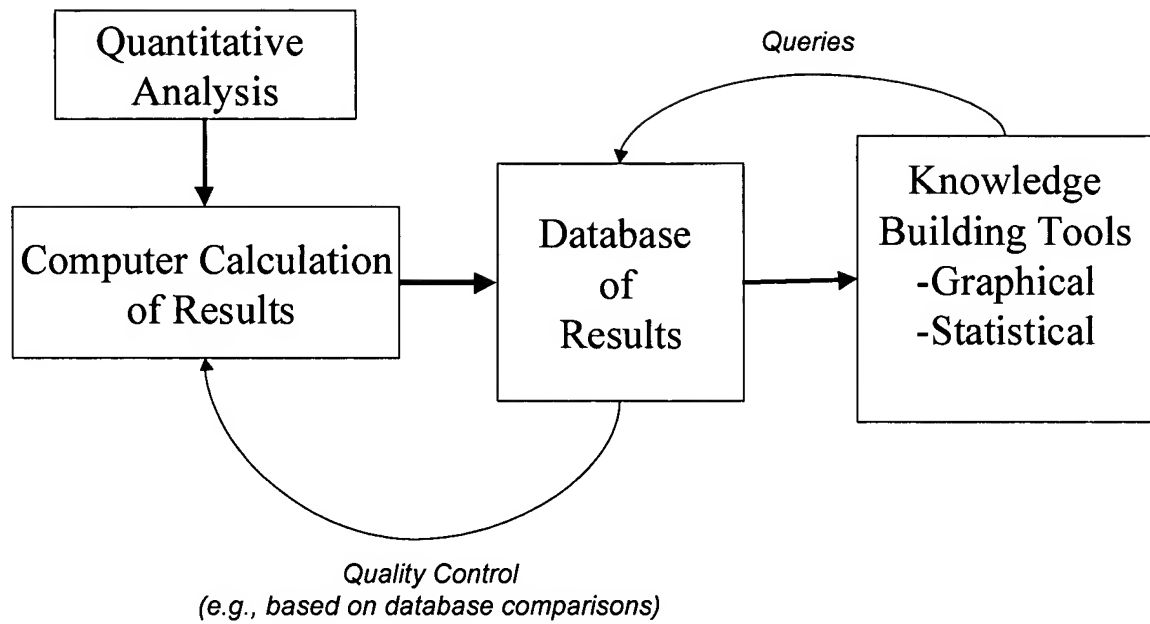 Quantitative
Analysis
Queries
Computer Calculation
of Results
Database
of
Results
Knowledge
Building Tools
-Graphical
-Statistical
Quality Control
(e.g., based on database comparisons)